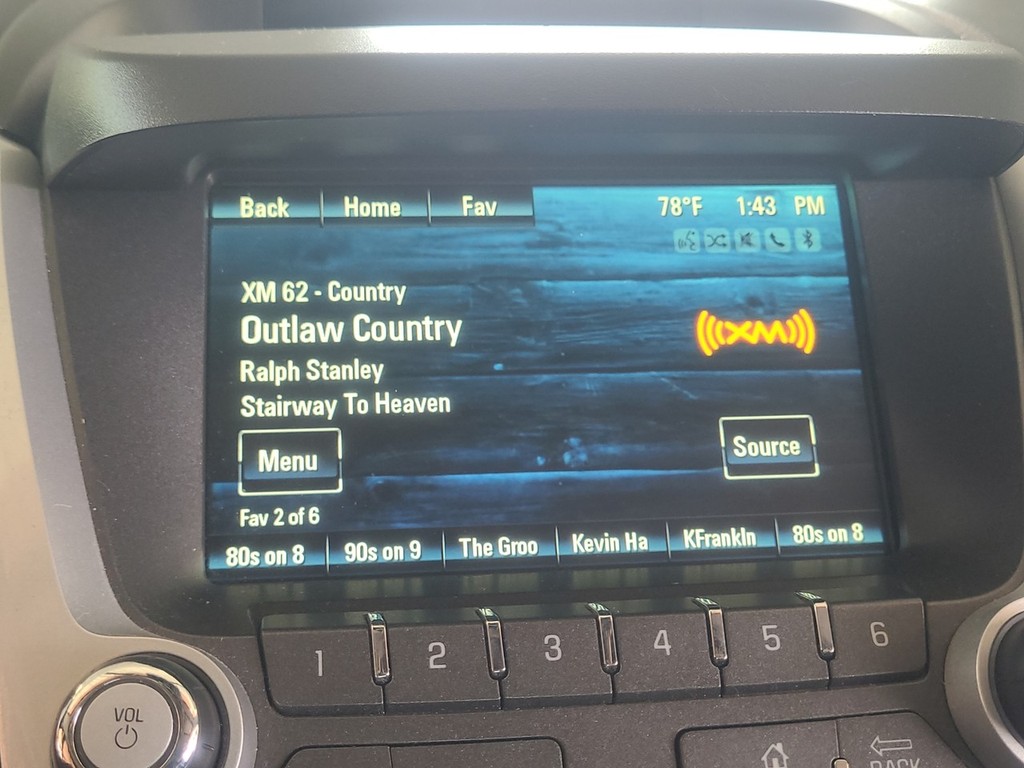 Back Home Fav 78°F 1:43 PM
XM 62 - Country
Outlaw Country
((XM))
Ralph Stanley
Stairway To Heaven
Menu Source
Fav 2 of 6
80s on 8 90s on 9 The Groo Kevin Ha KFrankln 80s on 8
1 2 3 4 5 6
VOL
BACK